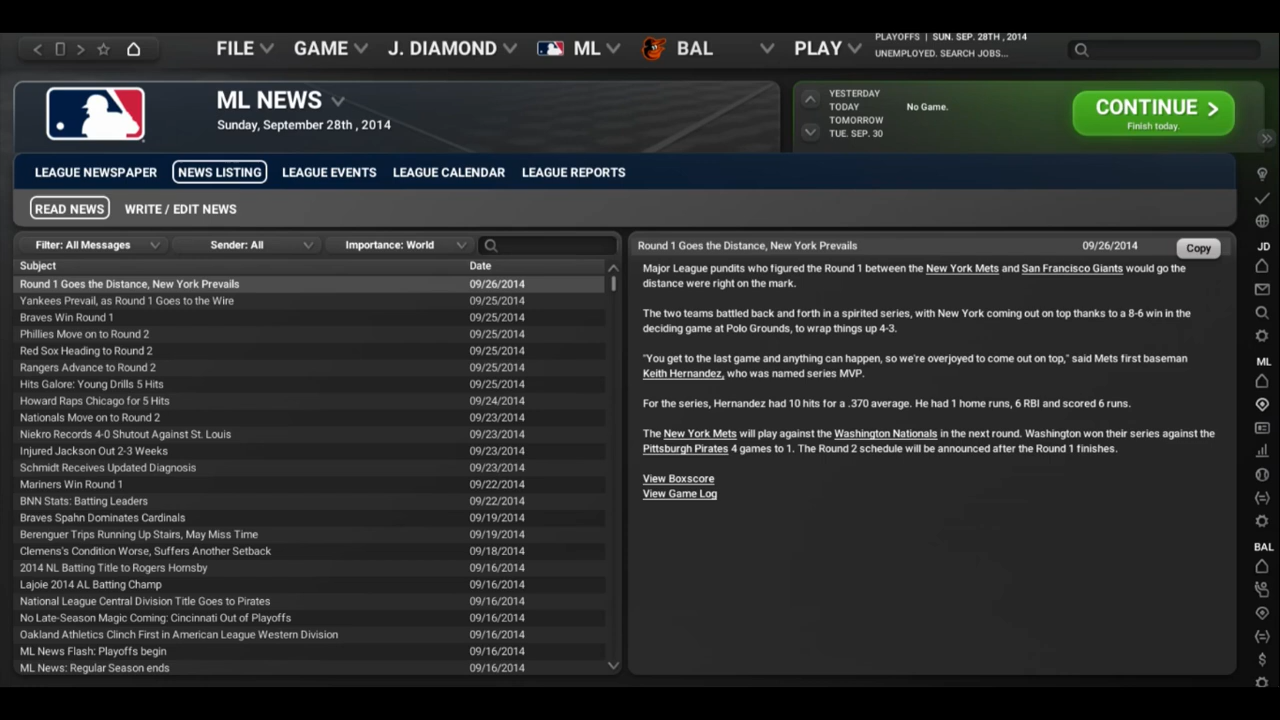 FILE GAME J. DIAMOND ML BAL PLAY
PLAYOFFS | SUN. SEP. 28TH , 2014
UNEMPLOYED. SEARCH JOBS...
ML NEWS
Sunday, September 28th , 2014
YESTERDAY
TODAY No Game.
TOMORROW
TUE. SEP. 30
CONTINUE >
Finish today.
LEAGUE NEWSPAPER NEWS LISTING LEAGUE EVENTS LEAGUE CALENDAR LEAGUE REPORTS
READ NEWS WRITE / EDIT NEWS
Filter: All Messages Sender: All Importance: World
Subject Date
Round 1 Goes the Distance, New York Prevails 09/26/2014
Yankees Prevail, as Round 1 Goes to the Wire 09/25/2014
Braves Win Round 1 09/25/2014
Phillies Move on to Round 2 09/25/2014
Red Sox Heading to Round 2 09/25/2014
Rangers Advance to Round 2 09/25/2014
Hits Galore: Young Drills 5 Hits 09/25/2014
Howard Raps Chicago for 5 Hits 09/24/2014
Nationals Move on to Round 2 09/23/2014
Niekro Records 4-0 Shutout Against St. Louis 09/23/2014
Injured Jackson Out 2-3 Weeks 09/23/2014
Schmidt Receives Updated Diagnosis 09/23/2014
Mariners Win Round 1 09/22/2014
BNN Stats: Batting Leaders 09/22/2014
Braves Spahn Dominates Cardinals 09/19/2014
Berenguer Trips Running Up Stairs, May Miss Time 09/19/2014
Clemens's Condition Worse, Suffers Another Setback 09/18/2014
2014 NL Batting Title to Rogers Hornsby 09/16/2014
Lajoie 2014 AL Batting Champ 09/16/2014
National League Central Division Title Goes to Pirates 09/16/2014
No Late-Season Magic Coming: Cincinnati Out of Playoffs 09/16/2014
Oakland Athletics Clinch First in American League Western Division 09/16/2014
ML News Flash: Playoffs begin 09/16/2014
ML News: Regular Season ends 09/16/2014
Round 1 Goes the Distance, New York Prevails 09/26/2014 Copy
Major League pundits who figured the Round 1 between the New York Mets and San Francisco Giants would go the
distance were right on the mark.
The two teams battled back and forth in a spirited series, with New York coming out on top thanks to a 8-6 win in the
deciding game at Polo Grounds, to wrap things up 4-3.
"You get to the last game and anything can happen, so we're overjoyed to come out on top," said Mets first baseman
Keith Hernandez, who was named series MVP.
For the series, Hernandez had 10 hits for a .370 average. He had 1 home runs, 6 RBI and scored 6 runs.
The New York Mets will play against the Washington Nationals in the next round. Washington won their series against the
Pittsburgh Pirates 4 games to 1. The Round 2 schedule will be announced after the Round 1 finishes.
View Boxscore
View Game Log
JD
ML
BAL